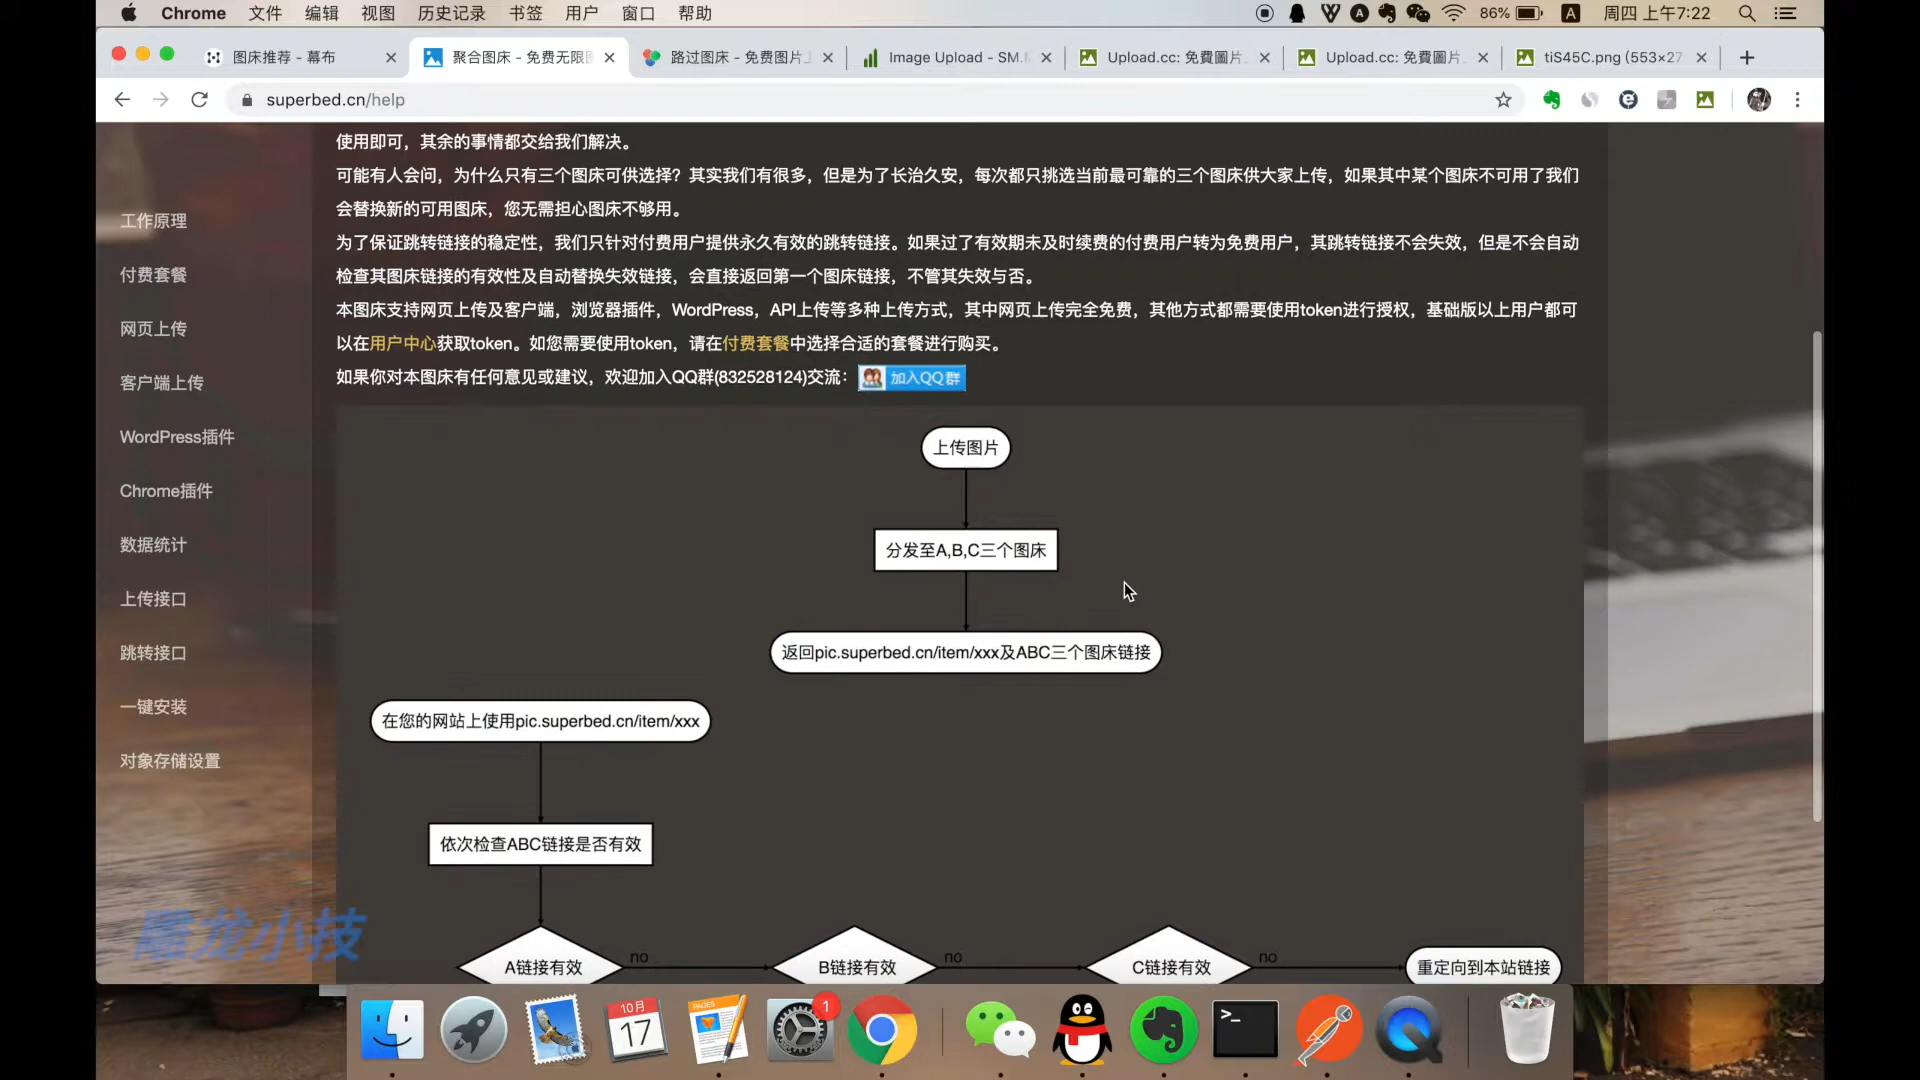 Chrome 文件 编辑 视图 历史记录 书签 用户 窗口 帮助
86% A 周四 上午7:22
图床推荐 - 幕布
聚合图床 - 免费无限
路过图床 - 免费图片
Image Upload - SM.
Upload.cc: 免費圖片
Upload.cc: 免費圖片
tiS45C.png (553×27
superbed.cn/help
使用即可，其余的事情都交给我们解决。
可能有人会问，为什么只有三个图床可供选择？其实我们有很多，但是为了长治久安，每次都只挑选当前最可靠的三个图床供大家上传，如果其中某个图床不可用了我们
会替换新的可用图床，您无需担心图床不够用。
为了保证跳转链接的稳定性，我们只针对付费用户提供永久有效的跳转链接。如果过了有效期未及时续费的付费用户转为免费用户，其跳转链接不会失效，但是不会自动
检查其图床链接的有效性及自动替换失效链接，会直接返回第一个图床链接，不管其失效与否。
本图床支持网页上传及客户端，浏览器插件，WordPress，API上传等多种上传方式，其中网页上传完全免费，其他方式都需要使用token进行授权，基础版以上用户都可
以在用户中心获取token。如您需要使用token，请在付费套餐中选择合适的套餐进行购买。
如果你对本图床有任何意见或建议，欢迎加入QQ群(832528124)交流： 加入QQ群
工作原理
付费套餐
网页上传
客户端上传
WordPress插件
Chrome插件
数据统计
上传接口
跳转接口
一键安装
对象存储设置
上传图片
分发至A,B,C三个图床
返回pic.superbed.cn/item/xxx及ABC三个图床链接
在您的网站上使用pic.superbed.cn/item/xxx
依次检查ABC链接是否有效
A链接有效 no B链接有效 no C链接有效 no 重定向到本站链接
雕龙小技
10月
17
PAGES
1
>_